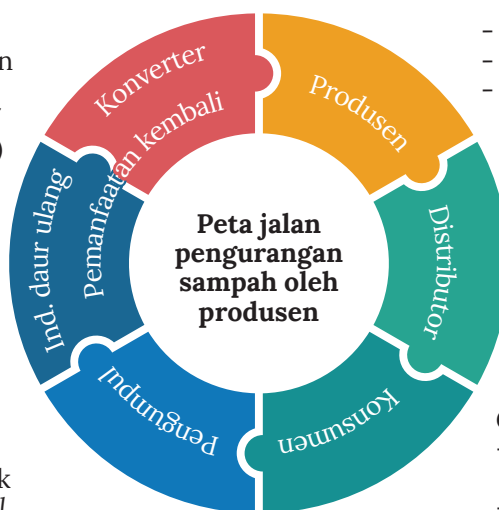 Peta jalan
pengurangan
sampah oleh
produsen
Produsen
Distributor
Konsumen
Pengumpul
Ind. daur ulang
Pemanfaatan kembali
Konverter